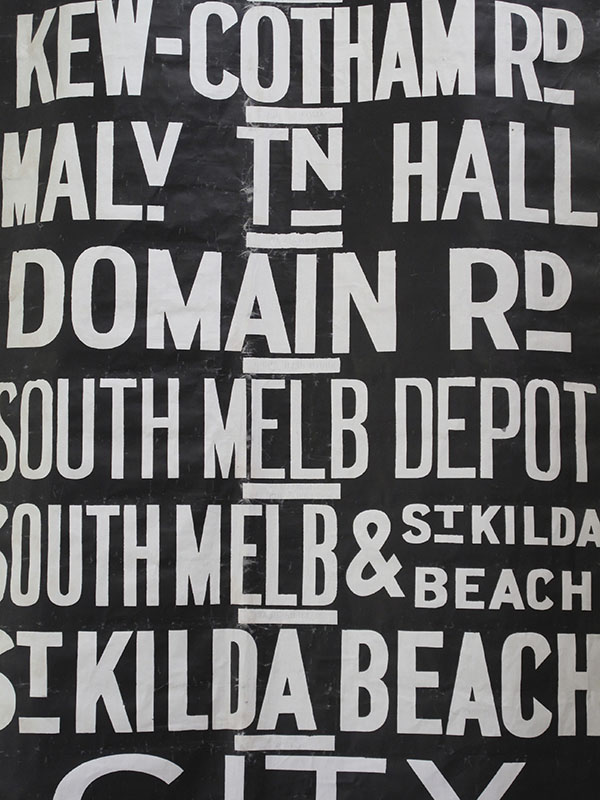 KEW-COTHAM RD
MALY. TN HALL
DOMAIN RD
SOUTH MELB DEPOT
SOUTH MELB & ST KILDA
BEACH
ST KILDA BEACH
CITY